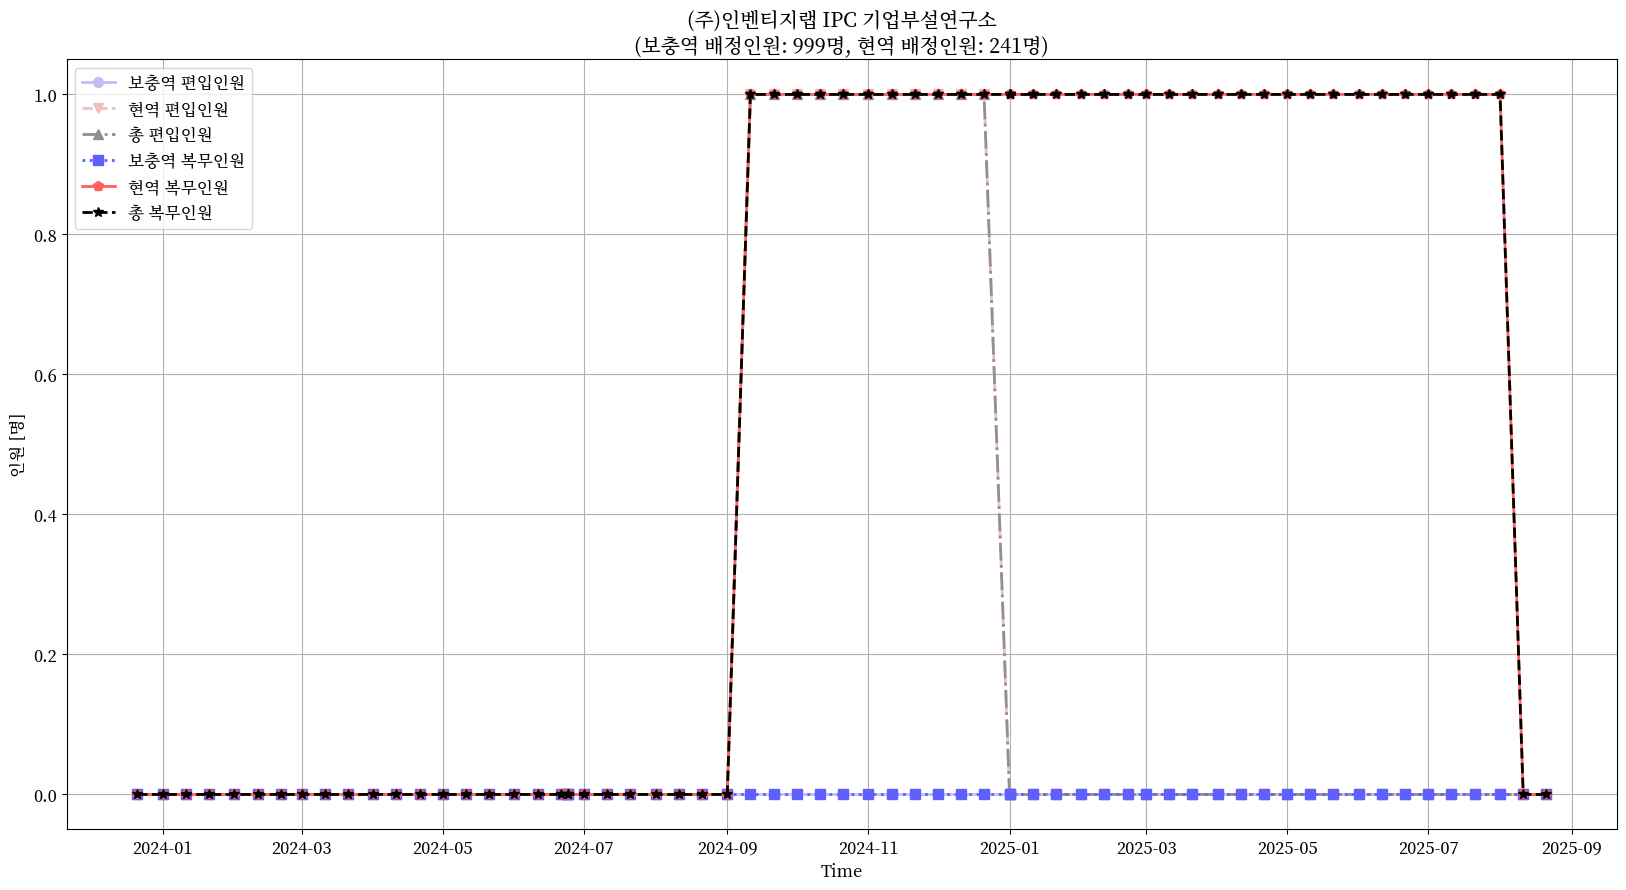 (주)인벤티지랩 IPC 기업부설연구소
(보충역 배정인원: 999명, 현역 배정인원: 241명)
보충역 편입인원
현역 편입인원
총 편입인원
보충역 복무인원
현역 복무인원
총 복무인원
인원 [명]
1.0
0.8
0.6
0.4
0.2
0.0
2024-01 2024-03 2024-05 2024-07 2024-09 2024-11 2025-01 2025-03 2025-05 2025-07 2025-09
Time